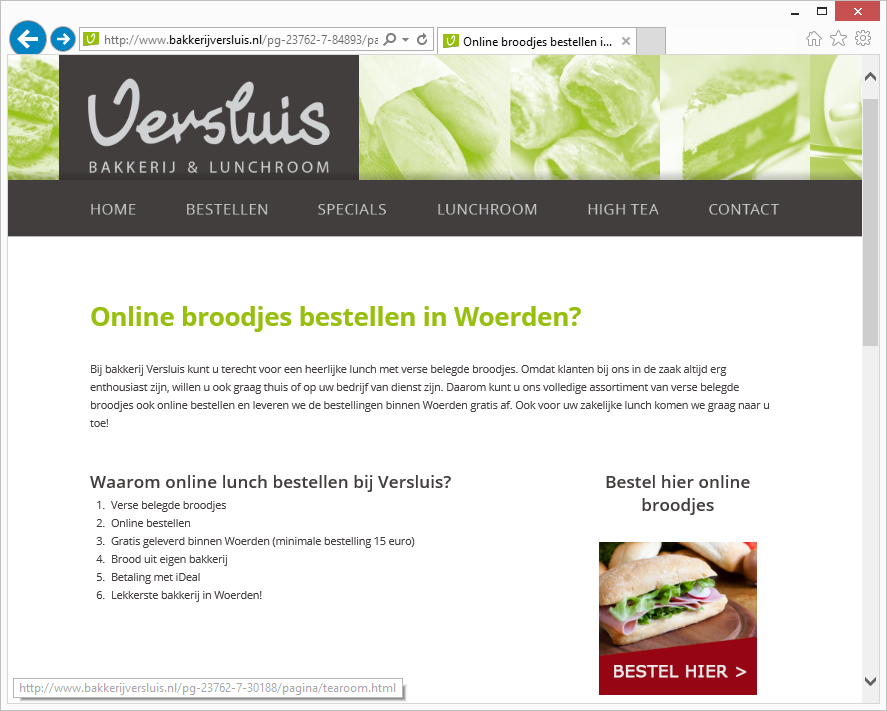 http://www.bakkerijversluis.nl/pg-23762-7-84893/pa
Online broodjes bestellen i...
Versluis
BAKKERIJ & LUNCHROOM
HOME BESTELLEN SPECIALS LUNCHROOM HIGH TEA CONTACT
Online broodjes bestellen in Woerden?
Bij bakkerij Versluis kunt u terecht voor een heerlijke lunch met verse belegde broodjes. Omdat klanten bij ons in de zaak altijd erg
enthousiast zijn, willen u ook graag thuis of op uw bedrijf van dienst zijn. Daarom kunt u ons volledige assortiment van verse belegde
broodjes ook online bestellen en leveren we de bestellingen binnen Woerden gratis af. Ook voor uw zakelijke lunch komen we graag naar u
toe!
Waarom online lunch bestellen bij Versluis?
1. Verse belegde broodjes
2. Online bestellen
3. Gratis geleverd binnen Woerden (minimale bestelling 15 euro)
4. Brood uit eigen bakkerij
5. Betaling met iDeal
6. Lekkerste bakkerij in Woerden!
Bestel hier online
broodjes
BESTEL HIER >
http://www.bakkerijversluis.nl/pg-23762-7-30188/pagina/tearoom.html